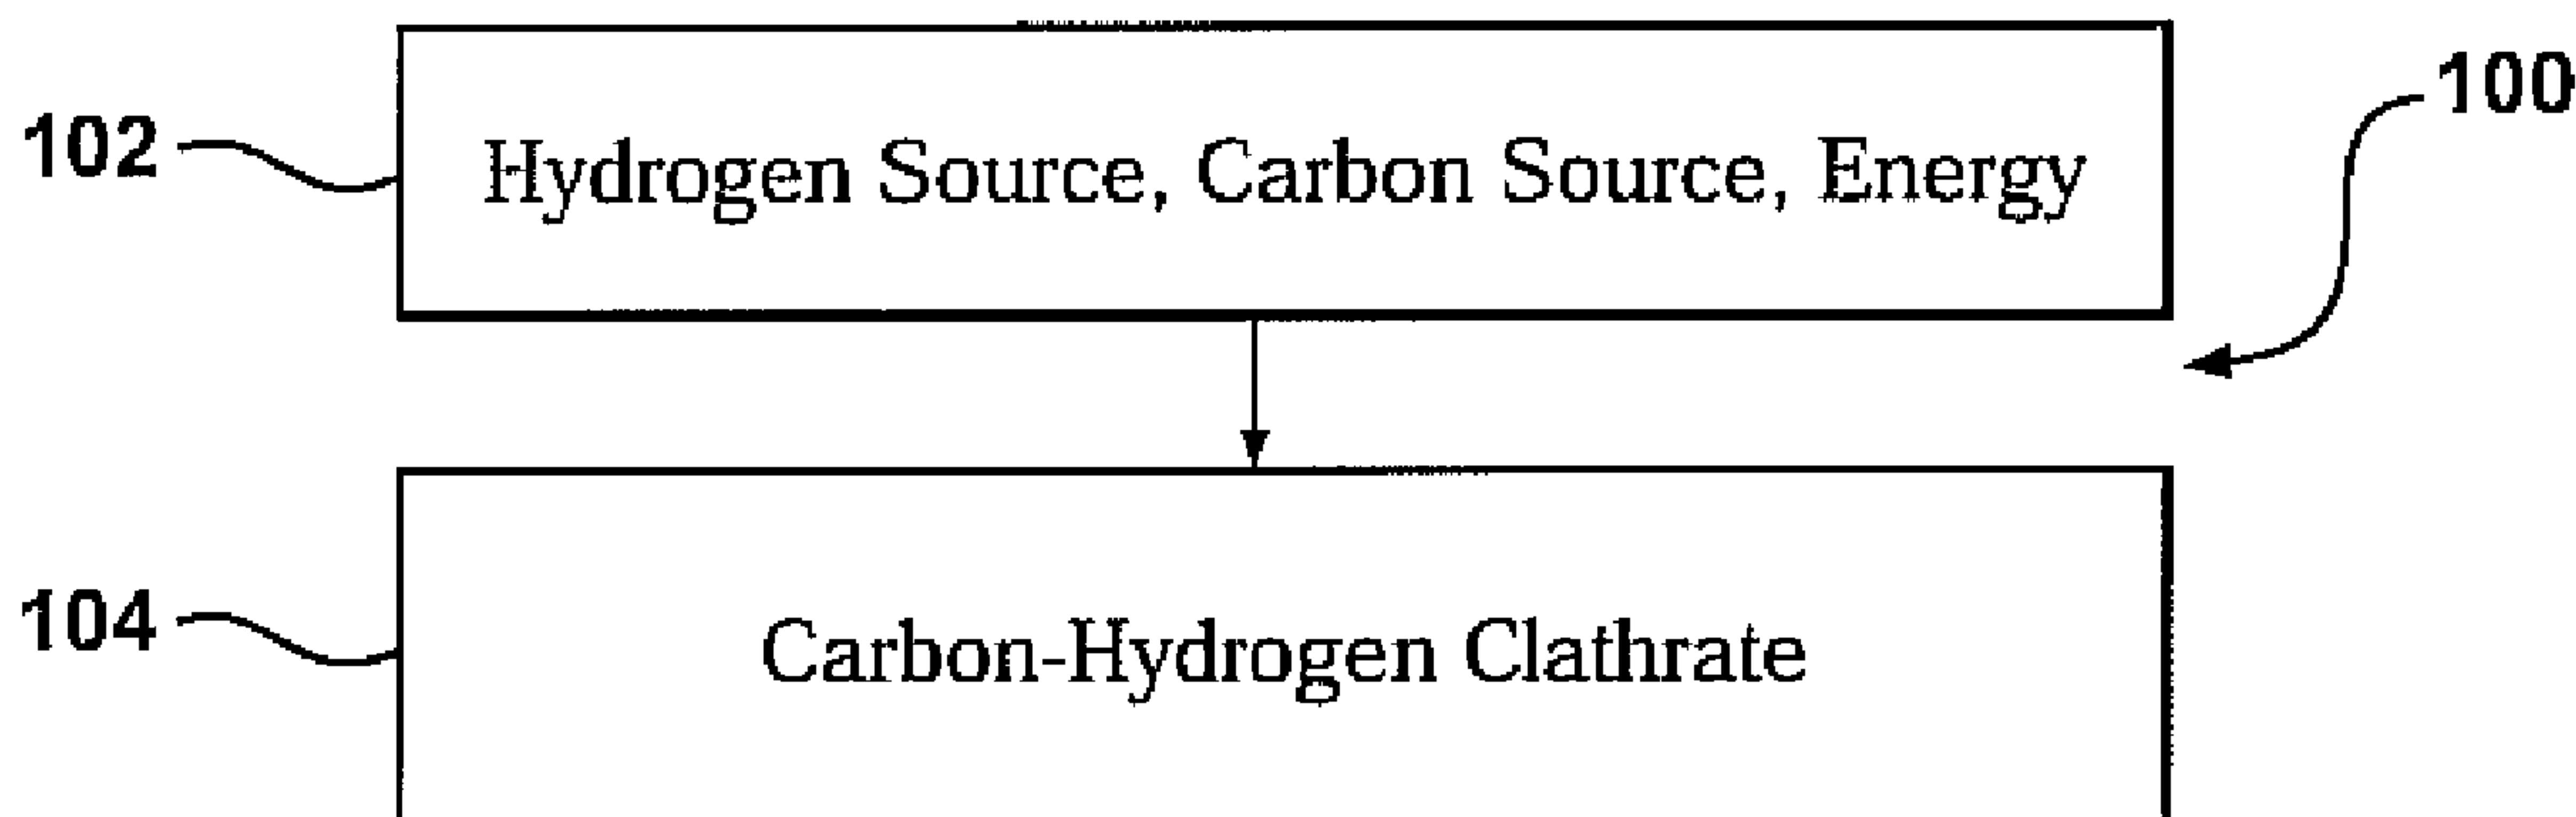 100
102
Hydrogen Source, Carbon Source, Energy
104
Carbon-Hydrogen Clathrate